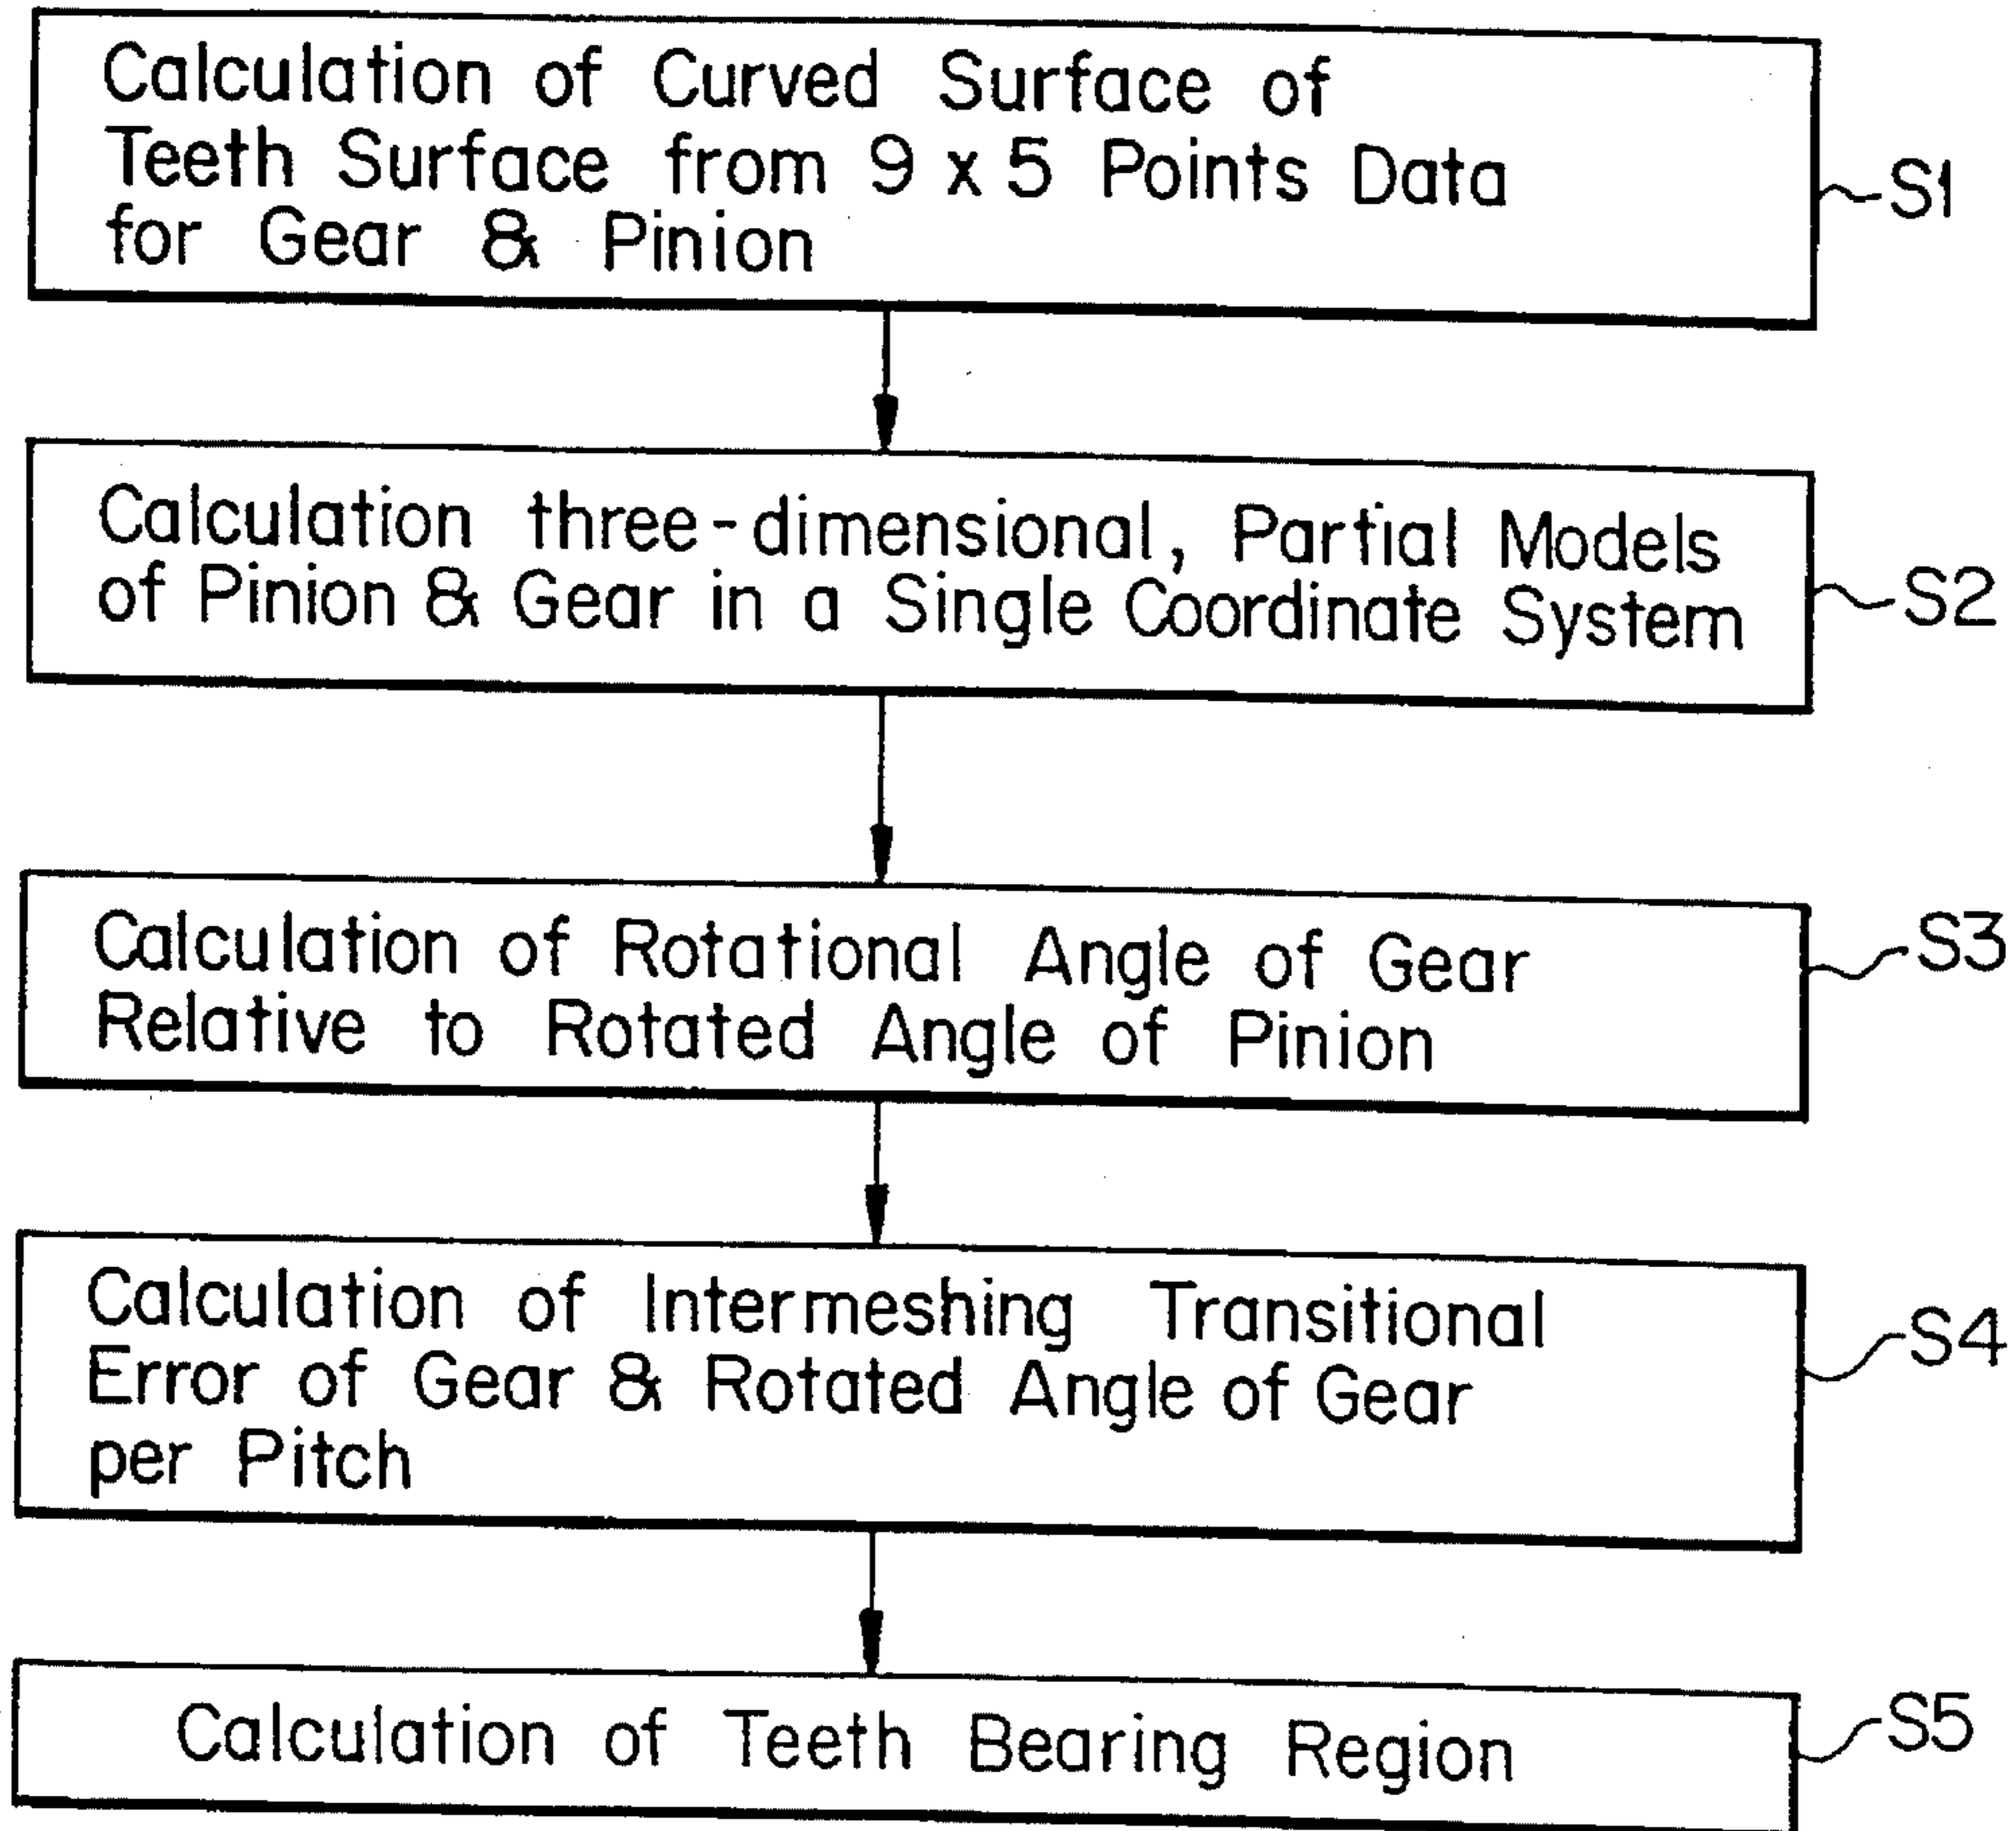 Calculation of Curved Surface of
Teeth Surface from 9 x 5 Points Data
for Gear & Pinion
S1
Calculation three-dimensional, Partial Models
of Pinion & Gear in a Single Coordinate System
S2
Calculation of Rotational Angle of Gear
Relative to Rotated Angle of Pinion
S3
Calculation of Intermeshing Transitional
Error of Gear & Rotated Angle of Gear
per Pitch
S4
Calculation of Teeth Bearing Region
S5